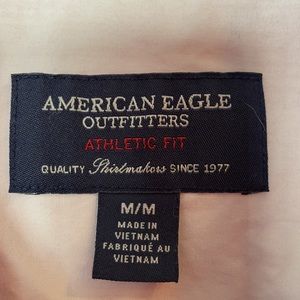 AMERICAN EAGLE
OUTFITTERS
ATHLETIC FIT
QUALITY Shirtmakers SINCE 1977
M/M
MADE IN
VIETNAM
FABRIQUÉ AU
VIETNAM